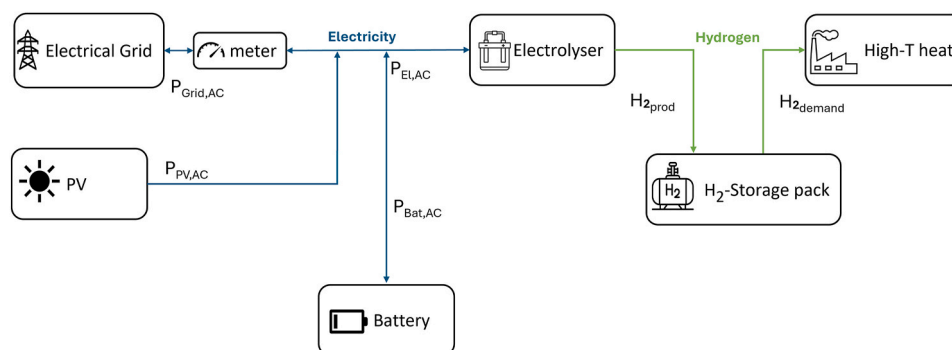 Electrical Grid
meter
Electricity
Electrolyser
Hydrogen
High-T heat
P_Grid,AC
P_El,AC
H2prod
H2demand
PV
P_PV,AC
H2
H2-Storage pack
P_Bat,AC
Battery